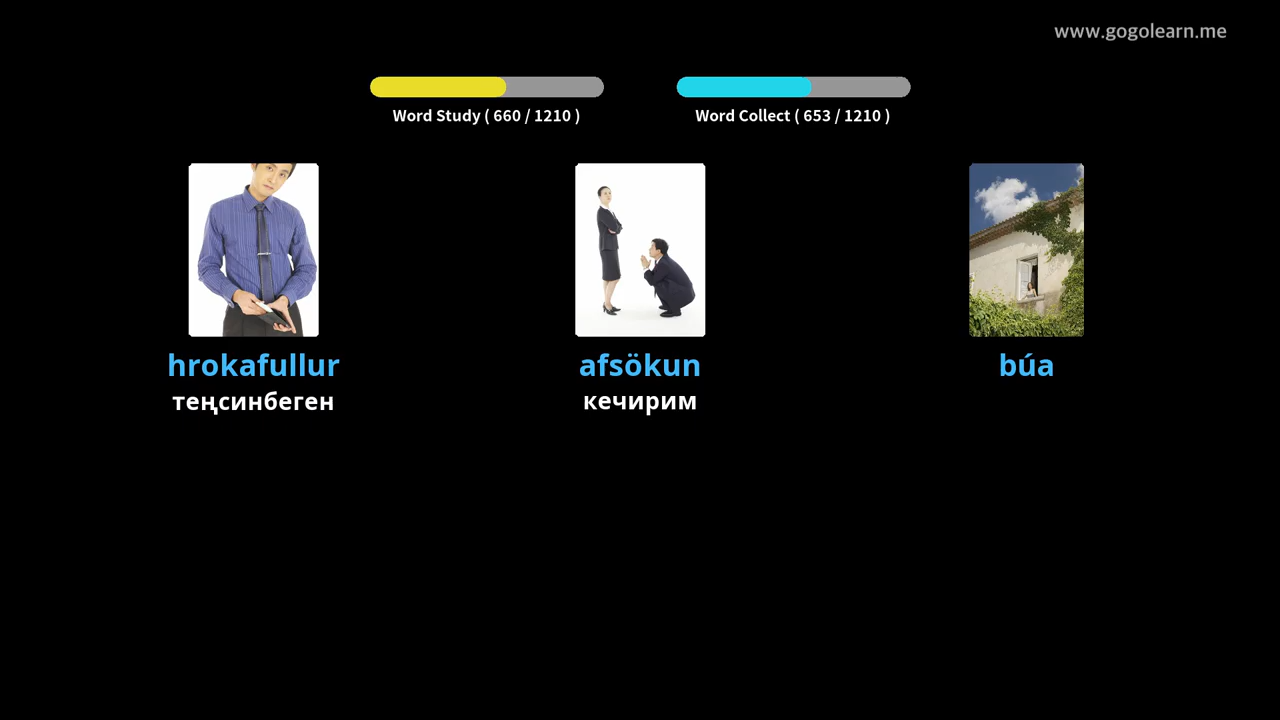 www.gogolearn.me
Word Study ( 660 / 1210 )
Word Collect ( 653 / 1210 )
hrokafullur
теңсинбеген
afsökun
кечирим
búa